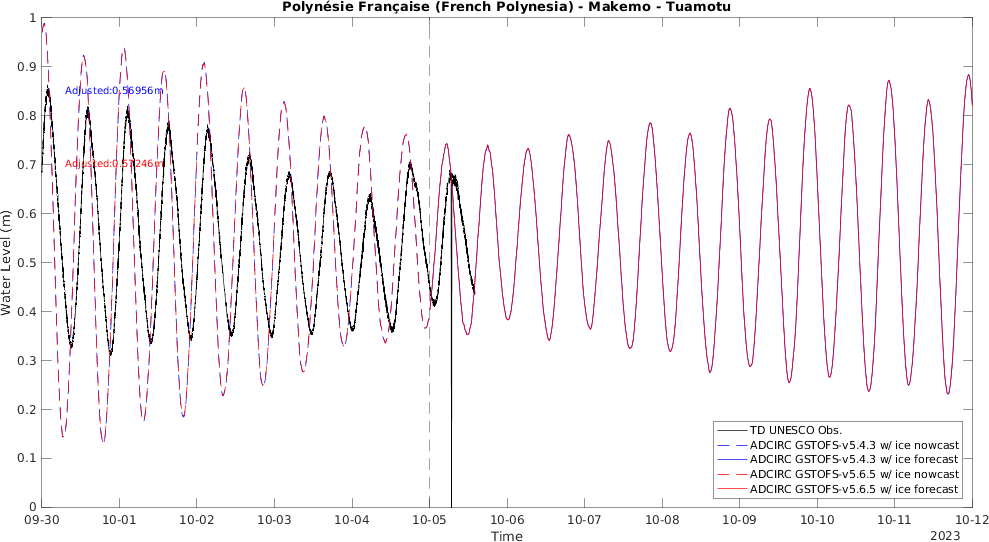 Polynésie Française (French Polynesia) - Makemo - Tuamotu
1
0.9
0.8
0.7
0.6
0.5
0.4
0.3
0.2
0.1
0
Water Level (m)
Adjusted:0.56956m
Adjusted:0.57246m
TD UNESCO Obs.
ADCIRC GSTOFS-v5.4.3 w/ ice nowcast
ADCIRC GSTOFS-v5.4.3 w/ ice forecast
ADCIRC GSTOFS-v5.6.5 w/ ice nowcast
ADCIRC GSTOFS-v5.6.5 w/ ice forecast
09-30 10-01 10-02 10-03 10-04 10-05 10-06 10-07 10-08 10-09 10-10 10-11 10-12
Time
2023